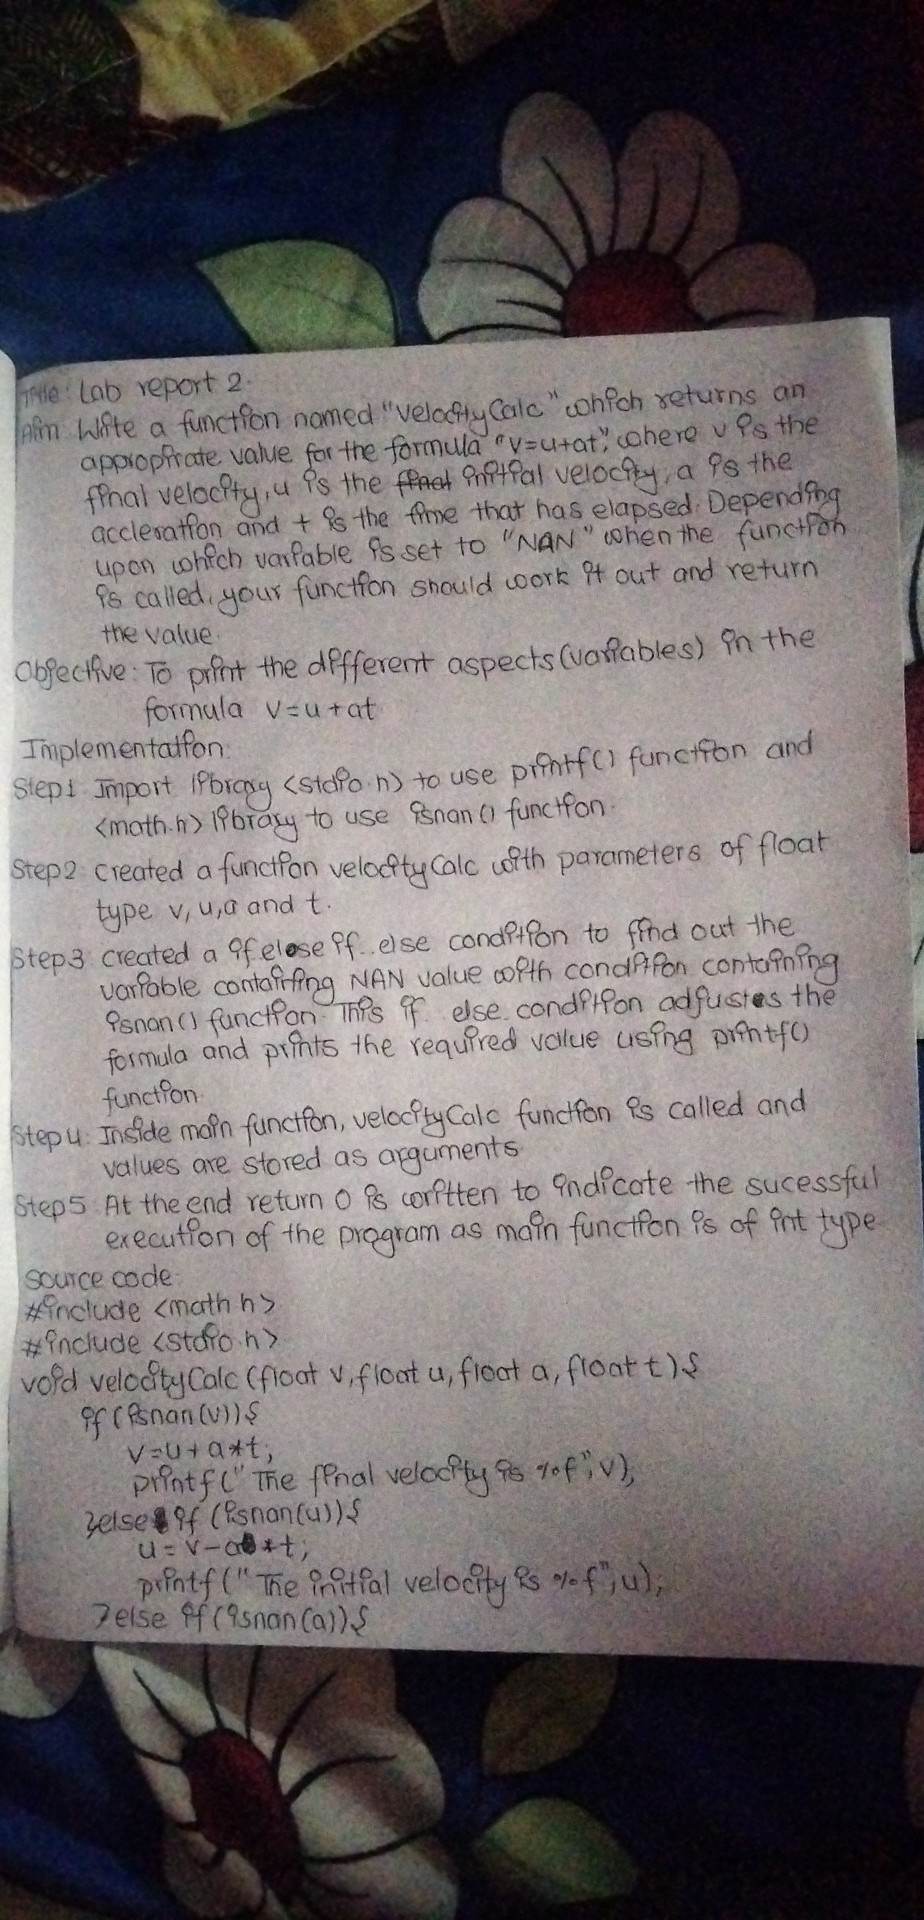 Title: Lab report 2.
Aim: Write a function named "velocityCalc" which returns an
appropirate value for the formula "v=u+at", where v is the
final velocity, u is the final initial velocity, a is the
accleration and t is the time that has elapsed. Depending
upon which variable is set to "NAN" when the function
is called, your function should work it out and return
the value.
Objective: To print the different aspects (variables) in the
formula v=u+at
Implementation:
Step1 Import library <stdio.h> to use printf() function and
<math.h> library to use isnan() function.
Step2: created a function velocityCalc with parameters of float
type v, u, a and t.
Step3: created a if elose if.. else condition to find out the
variable containing NAN value with condition containing
isnan() function. This if else condition adjustes the
formula and prints the required value using printf()
function.
Step4: Inside main function, velocityCalc function is called and
values are stored as arguments.
Step5: At the end return 0 is written to indicate the sucessful
execution of the program as main function is of int type.
Source code:
#include <math.h>
#include <stdio.h>
void velocityCalc (float v, float u, float a, float t) {
if (isnan(v)) {
v=u+a*t;
printf("The final velocity is %f", v);
}else if (isnan(u)) {
u = v-a*t;
printf("The initial velocity is %f", u);
}else if (isnan(a)) {